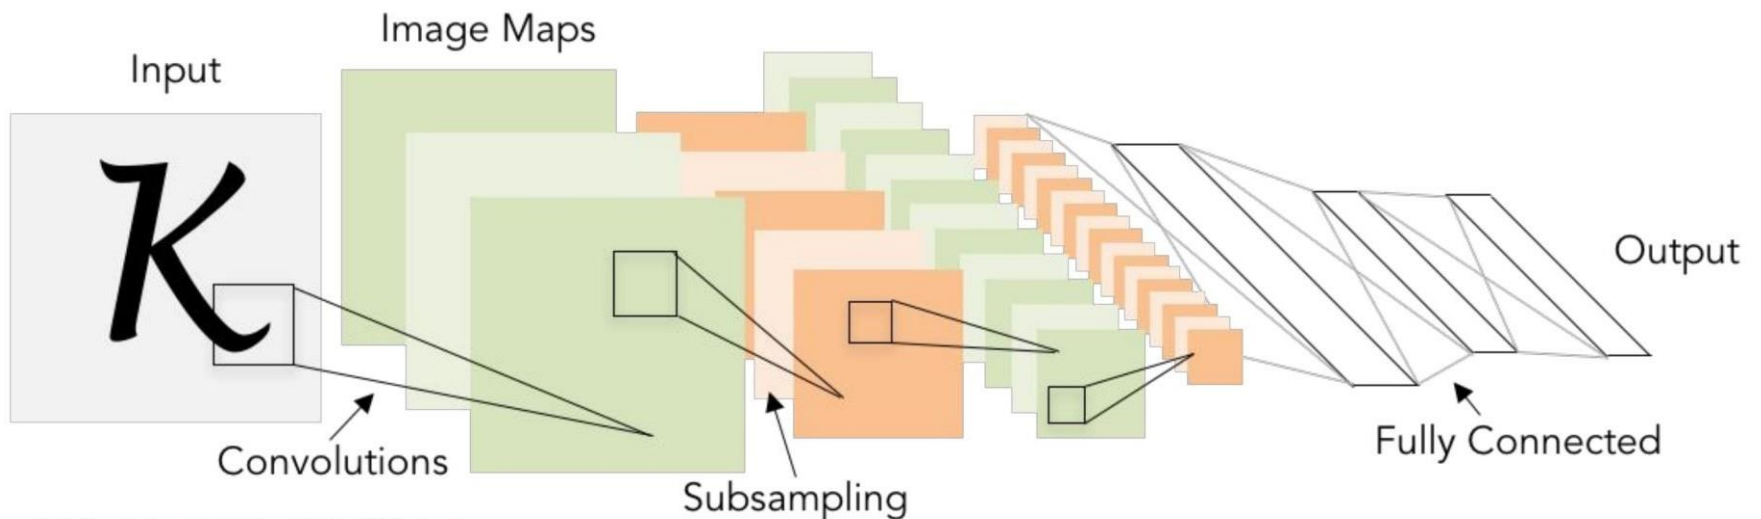 Image Maps
Input
K
Output
Convolutions
Fully Connected
Subsampling